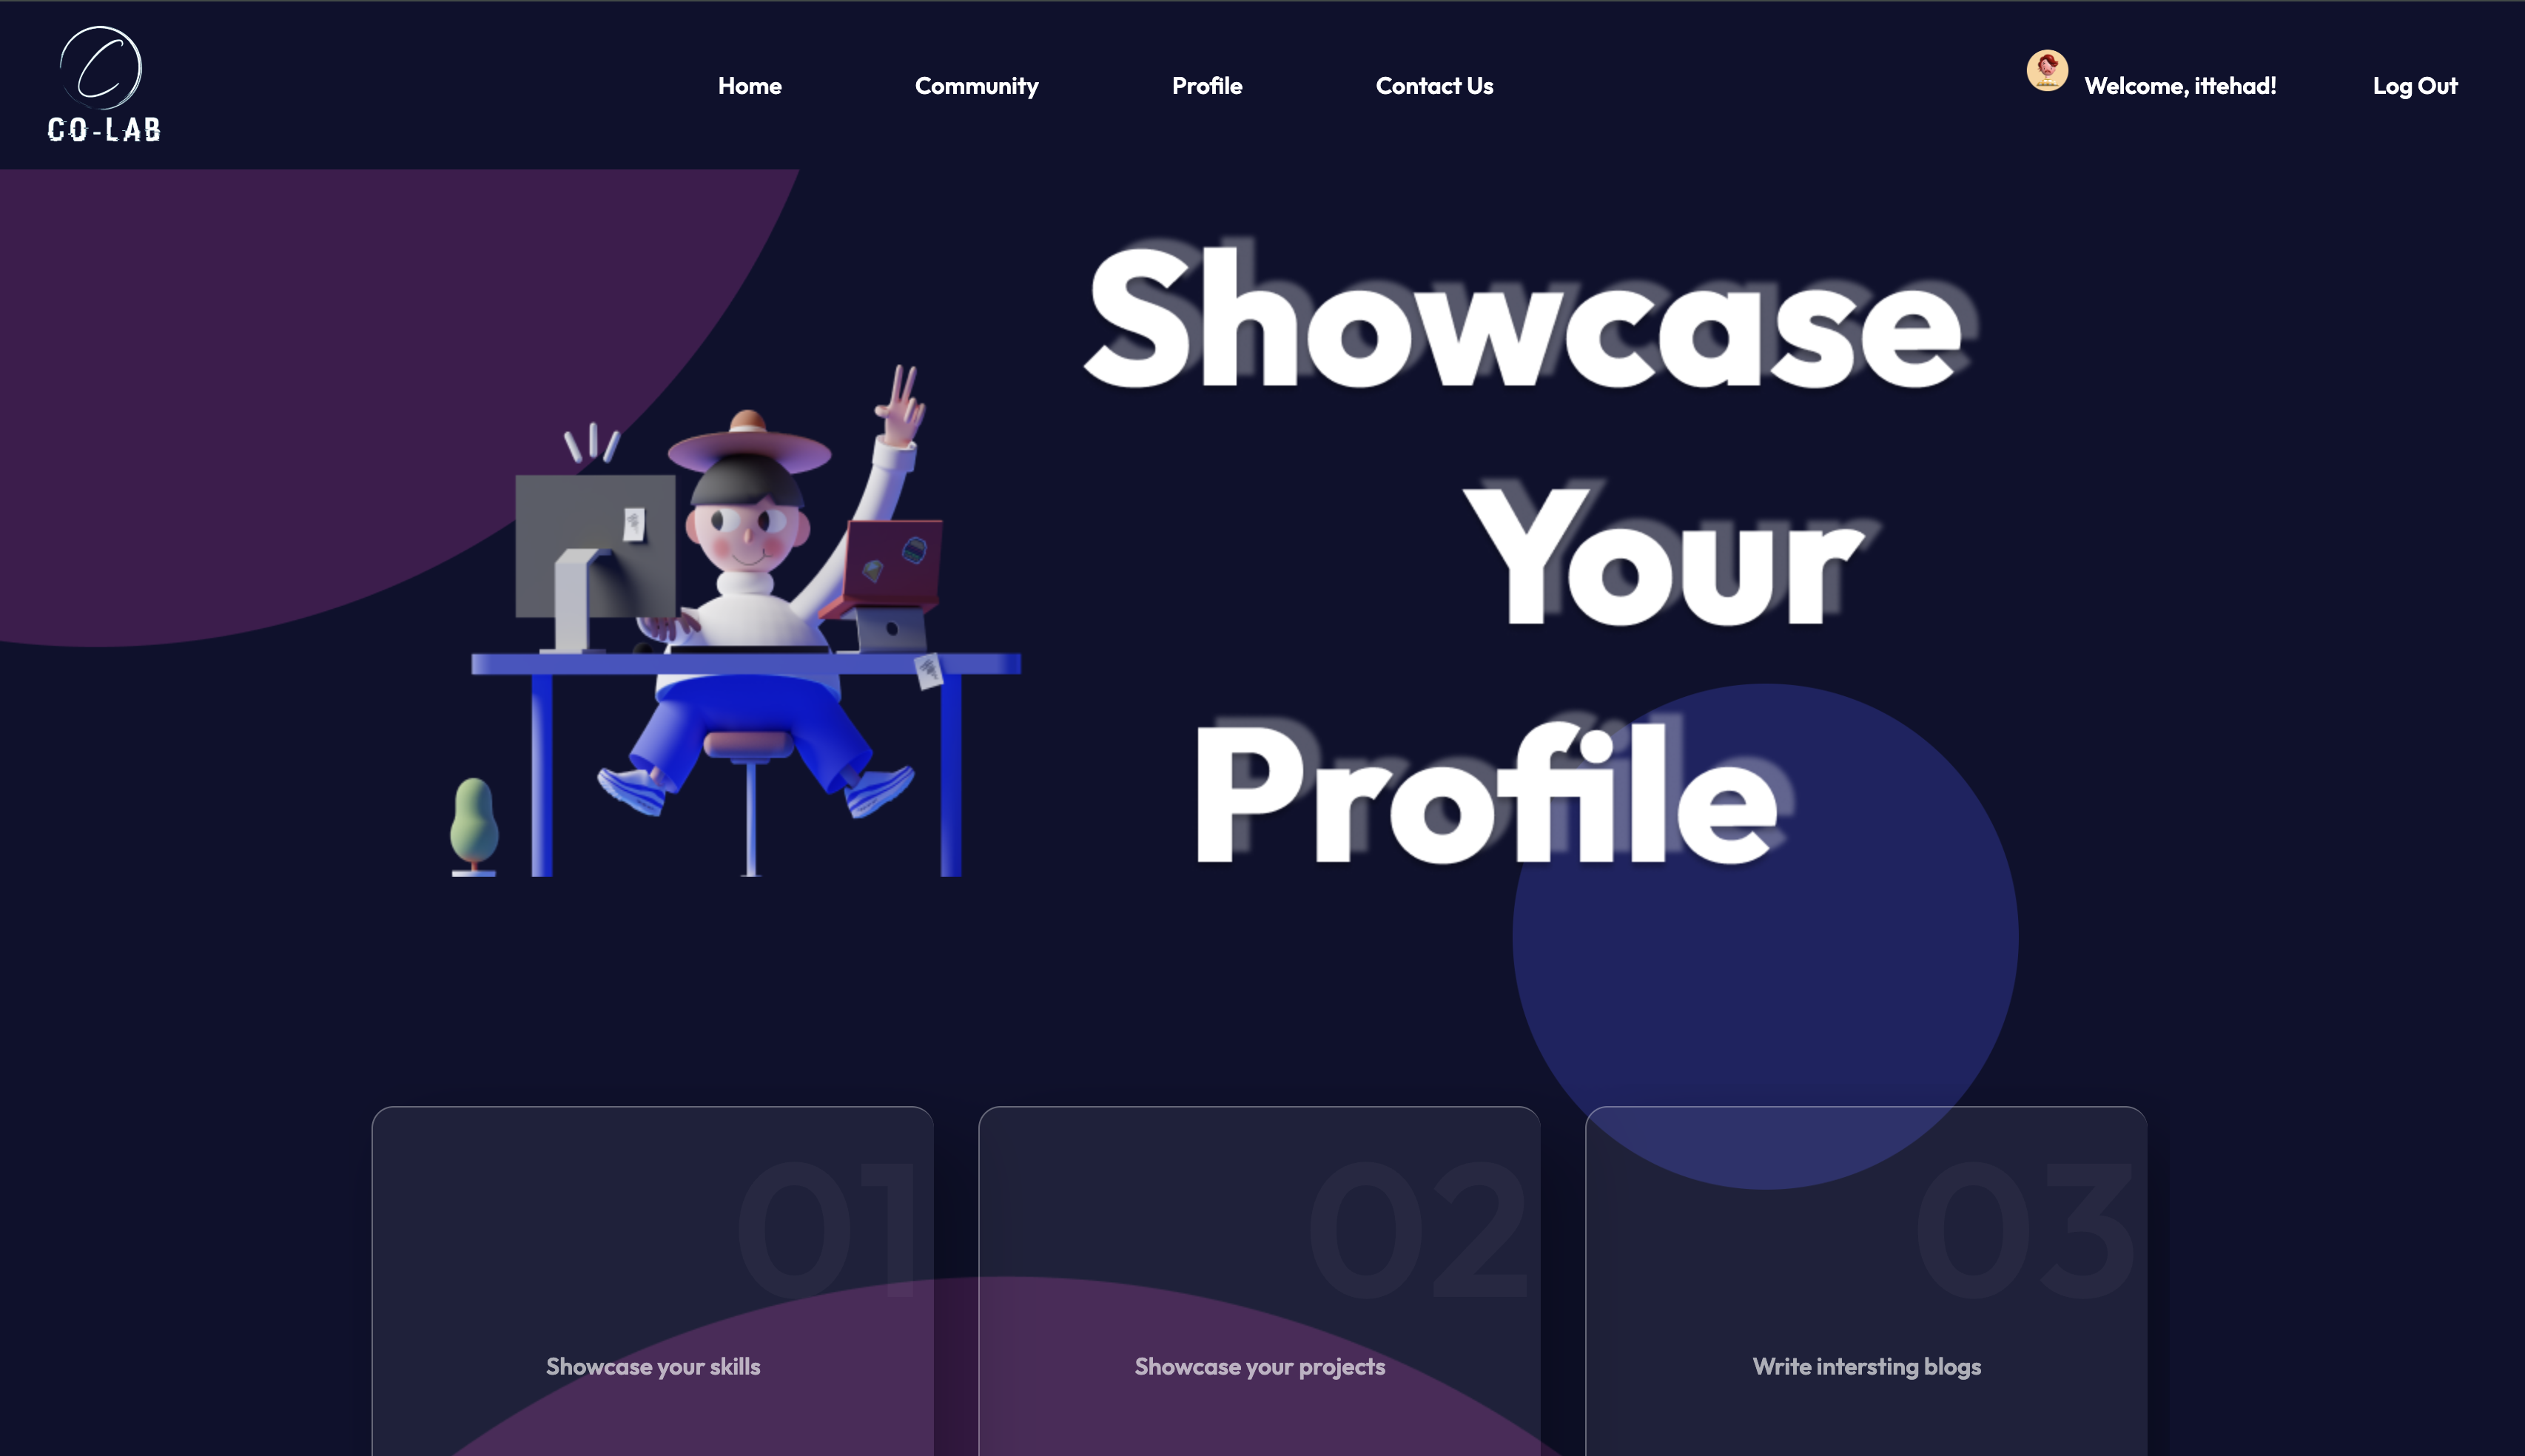 CO-LAB
Home Community Profile Contact Us Welcome, ittehad! Log Out
Showcase
Your
Profile
01 02 03
Showcase your skills Showcase your projects Write intersting blogs